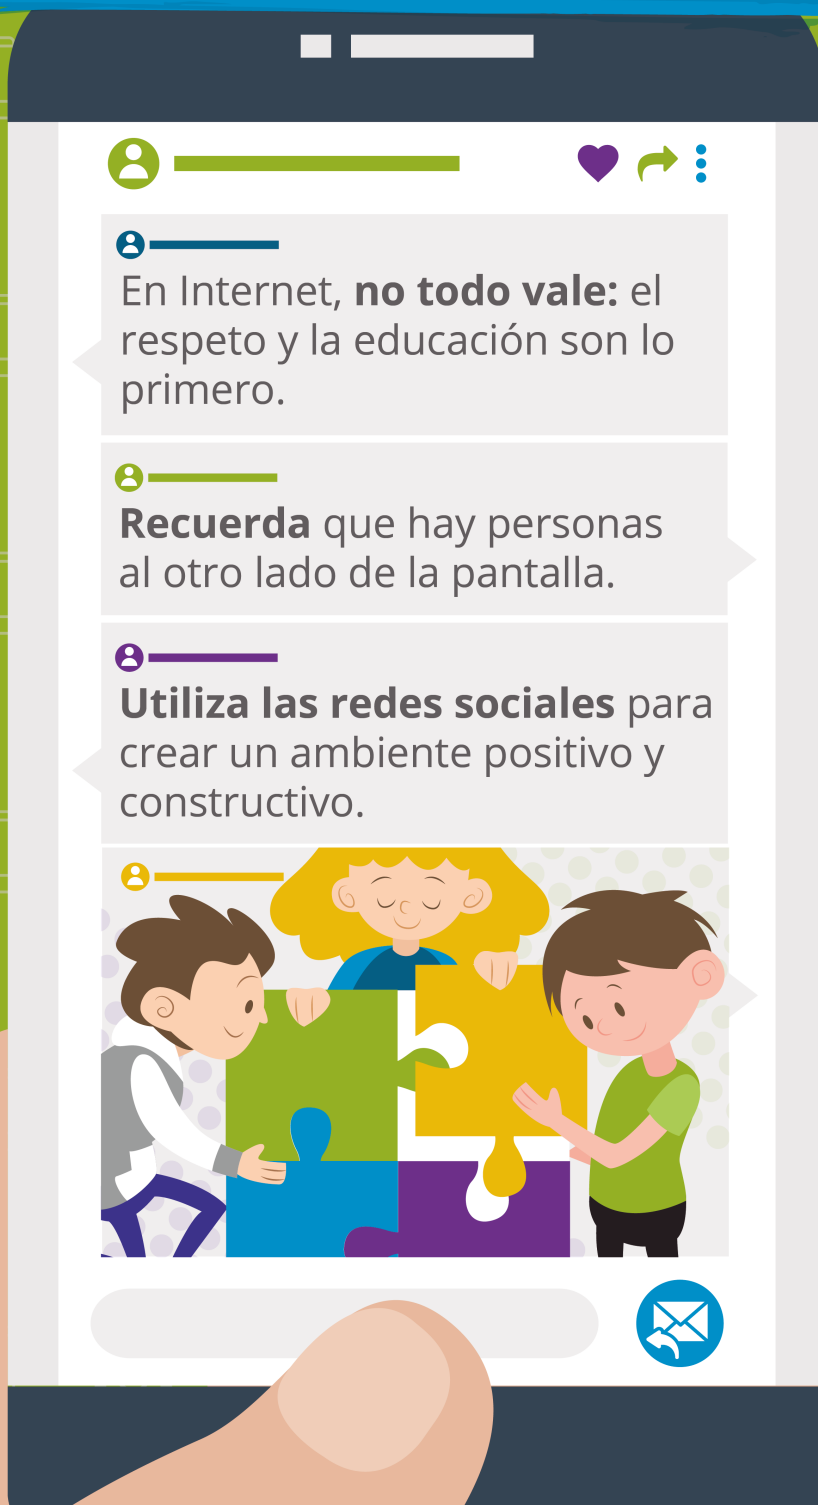 En Internet, no todo vale: el
respeto y la educación son lo
primero.
Recuerda que hay personas
al otro lado de la pantalla.
Utiliza las redes sociales para
crear un ambiente positivo y
constructivo.